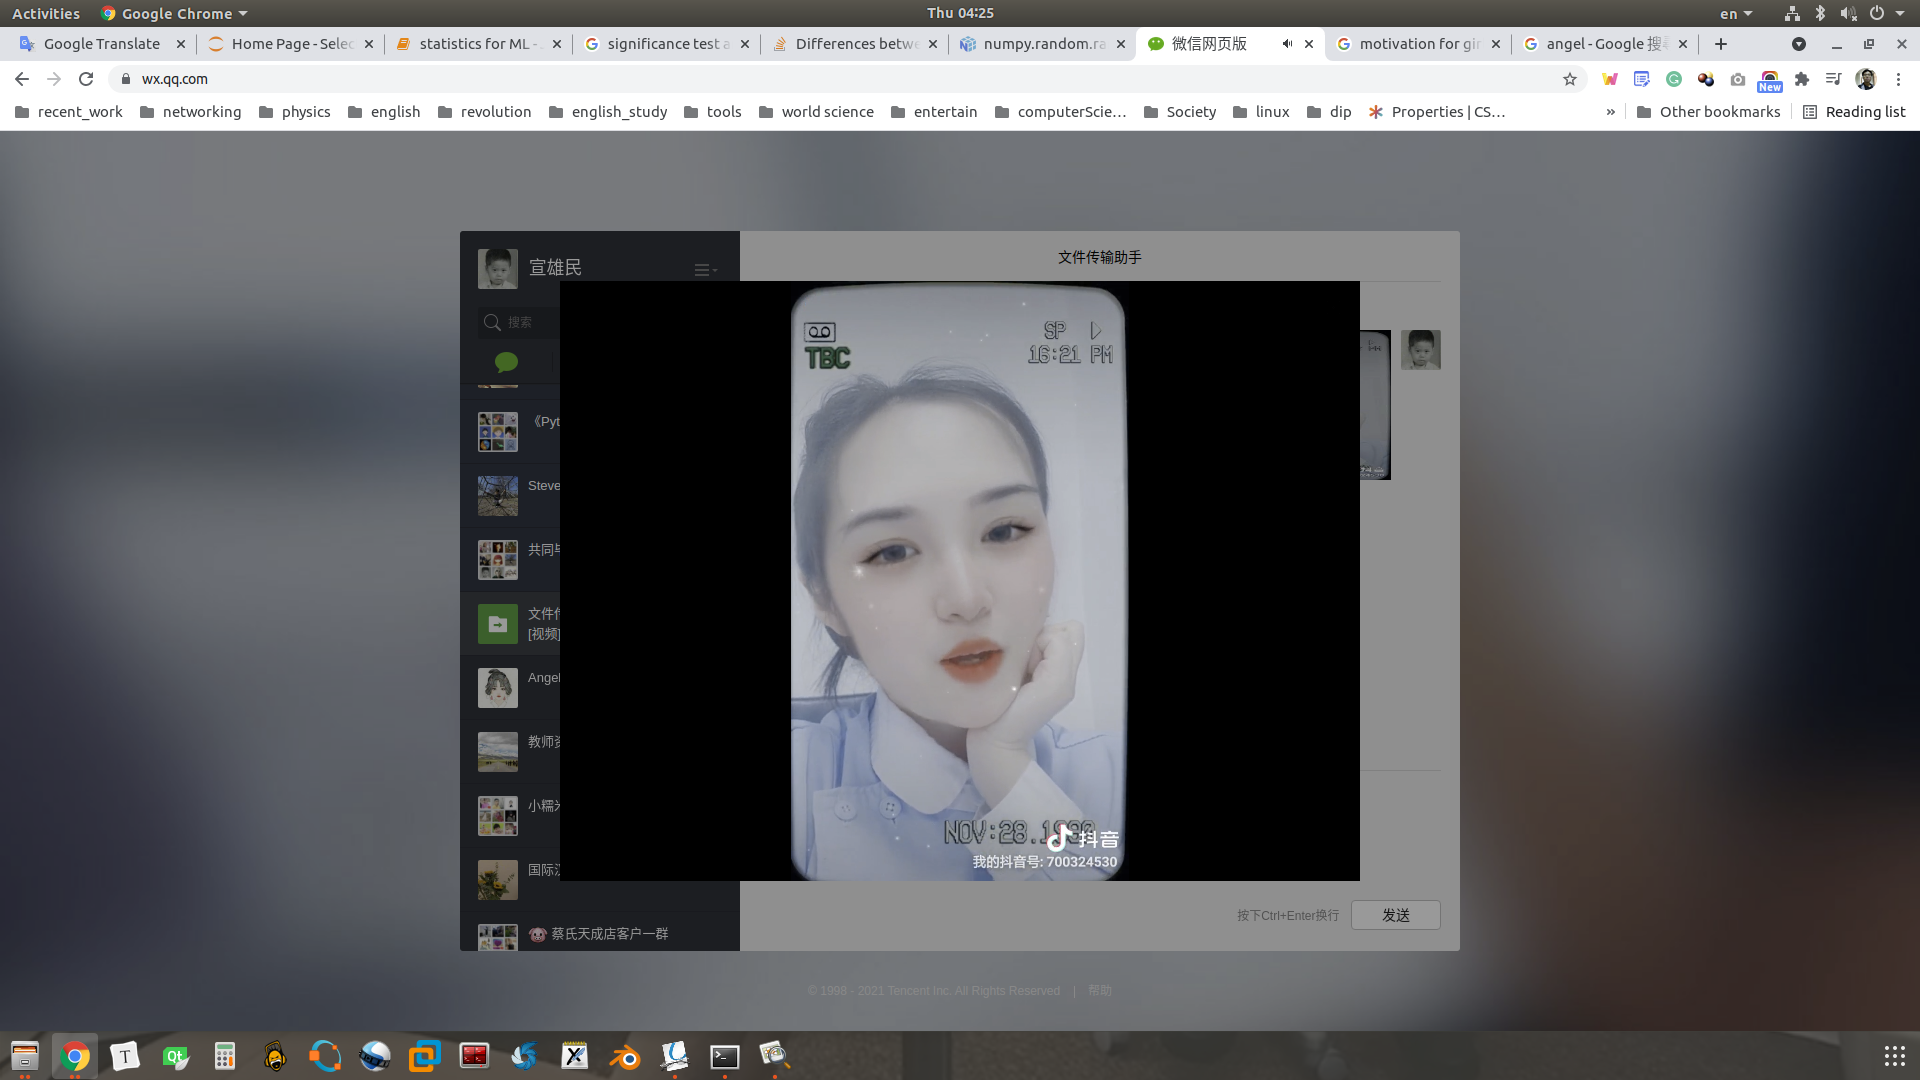 Activities
Google Chrome
Thu 04:25
en
Google Translate
Home Page - Selec
statistics for ML -
significance test a
Differences betwe
numpy.random.ra
微信网页版
motivation for gir
angel - Google 搜
wx.qq.com
New
recent_work
networking
physics
english
revolution
english_study
tools
world science
entertain
computerScie…
Society
linux
dip
Properties | CS…
»
Other bookmarks
Reading list
宣雄民
文件传输助手
搜索
《Pyt
Steve
共同
文件
[视频]
Angel
教师
小糯
国际
蔡氏天成店客户一群
TBC
SP
16:21 PM
NOV:28.1990
抖音
我的抖音号: 700324530
按下Ctrl+Enter换行
发送
© 1998 - 2021 Tencent Inc. All Rights Reserved | 帮助
T
Qt
X
>_